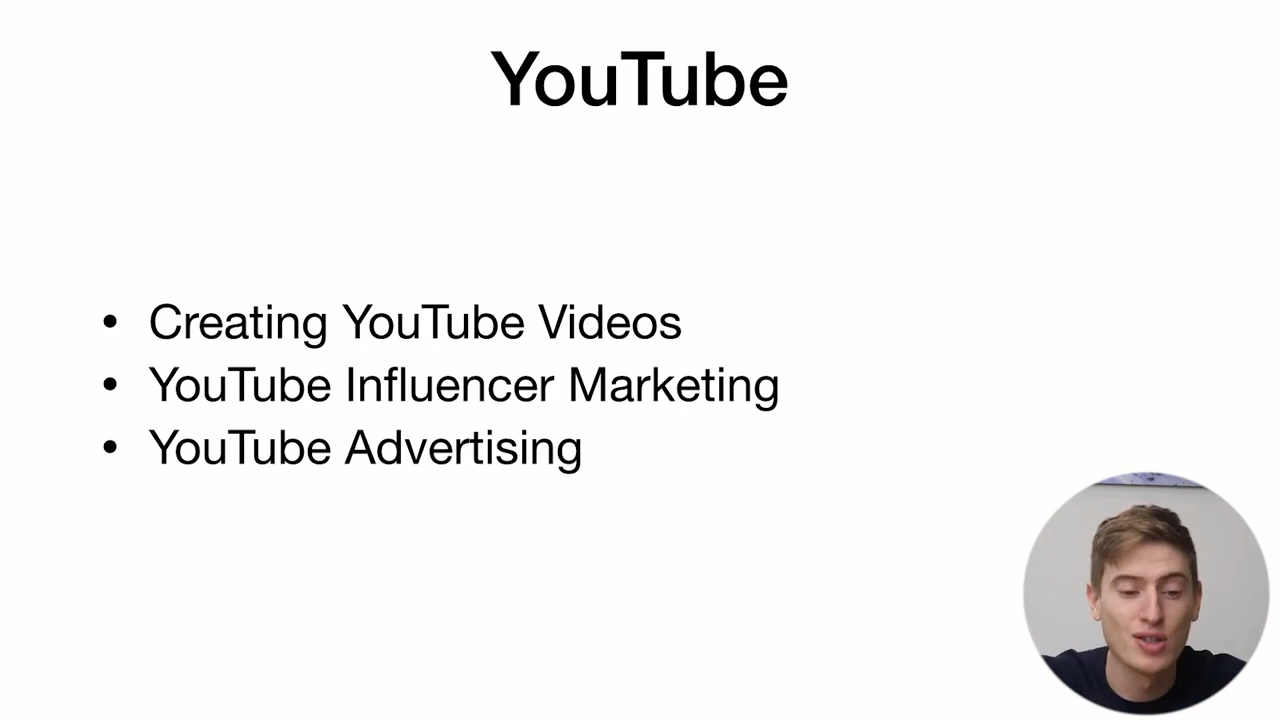 YouTube
• Creating YouTube Videos
• YouTube Influencer Marketing
• YouTube Advertising